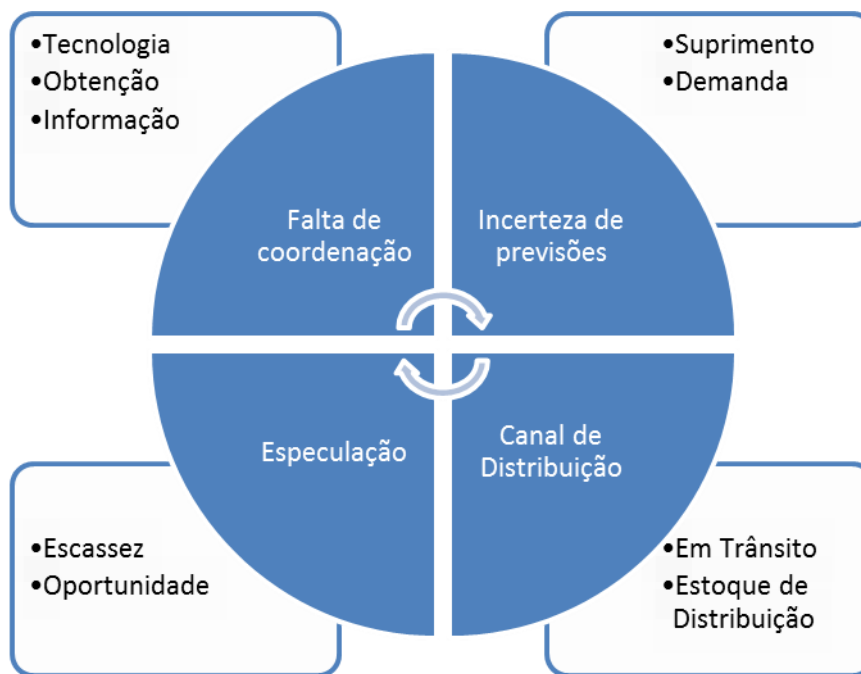 •Tecnologia
•Obtenção
•Informação
•Suprimento
•Demanda
Falta de
coordenação
Incerteza de
previsões
Especulação
Canal de
Distribuição
•Escassez
•Oportunidade
•Em Trânsito
•Estoque de
Distribuição